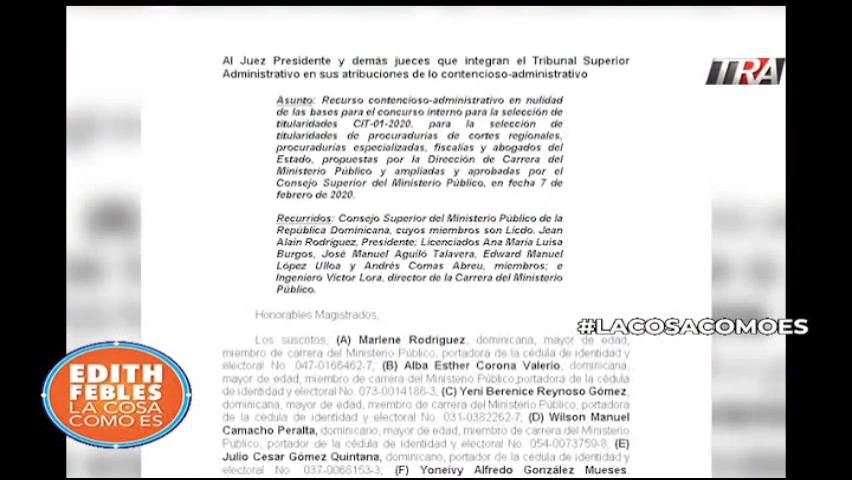 Al Juez Presidente y demás jueces que integran el Tribunal Superior
Administrativo en sus atribuciones de lo contencioso-administrativo
Asunto: Recurso contencioso-administrativo en nulidad
de las bases para el concurso interno para la selección de
titularidades CIT-01-2020, para la selección de
titularidades de procuradurías de cortes regionales,
procuradurías especializadas, fiscalías y abogados del
Estado, propuestas por la Dirección de Carrera del
Ministerio Público y ampliadas y aprobadas por el
Consejo Superior del Ministerio Público, en fecha 7 de
febrero de 2020.
Recurridos: Consejo Superior del Ministerio Público de la
República Dominicana, cuyos miembros son Licdo. Jean
Alain Rodríguez, Presidente; Licenciados Ana María Luisa
Burgos, José Manuel Aguiló Talavera, Edward Manuel
López Ulloa y Andrés Comas Abreu, miembros; e
Ingeniero Víctor Lora, director de la Carrera del Ministerio
Público.
Honorables Magistrados,
Los suscritos, (A) Marlene Rodríguez, dominicana, mayor de edad,
miembro de carrera del Ministerio Público, portadora de la cédula de identidad y
electoral No. 047-0166462-7; (B) Alba Esther Corona Valerio, dominicana,
mayor de edad, miembro de carrera del Ministerio Público,portadora de la cédula
de identidad y electoral No. 073-0014186-3; (C) Yeni Berenice Reynoso Gómez,
dominicana, mayor de edad, miembro de carrera del Ministerio Público, portadora
de la cédula de identidad y electoral No. 031-0382262-7; (D) Wilson Manuel
Camacho Peralta, dominicano, mayor de edad, miembro de carrera del Ministerio
Público, portador de la cédula de identidad y electoral No. 054-0073759-8; (E)
Julio Cesar Gómez Quintana, dominicano, portador de la cédula de identidad y
electoral No. 037-0068153-3; (F) Yoneivy Alfredo González Mueses,
TRA
#LACOSACOMOES
EDITH
FEBLES
LA COSA
COMO ES